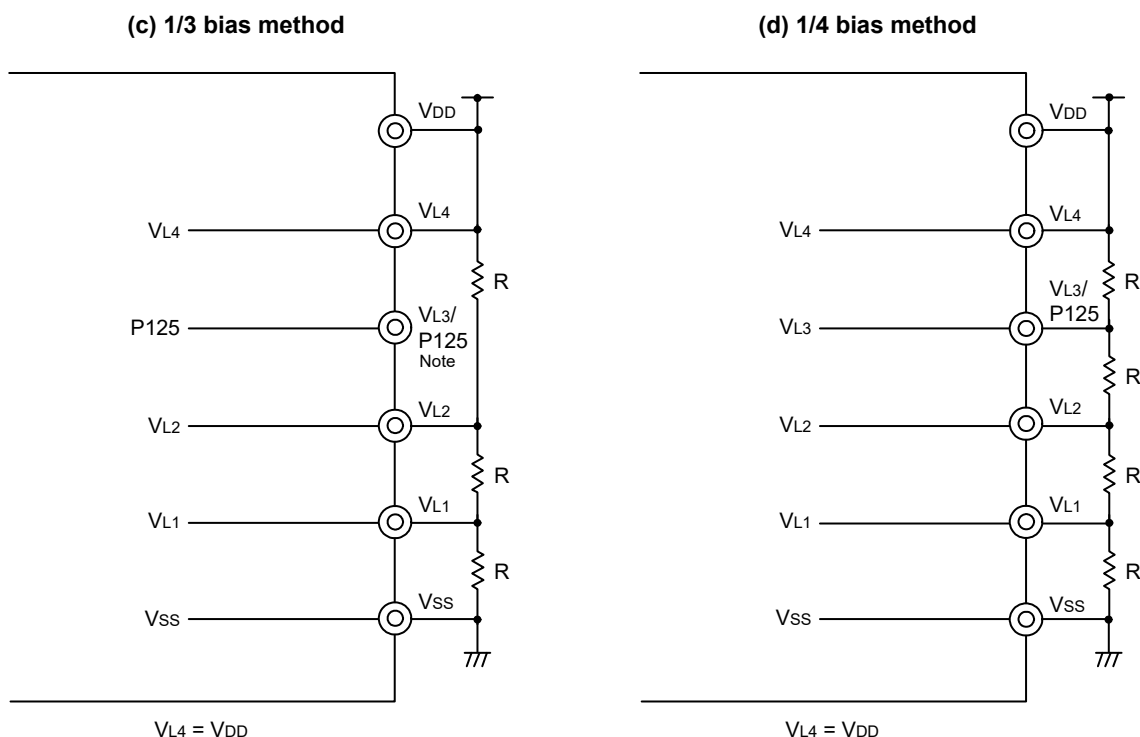 (c) 1/3 bias method
VDD
VL4
VL4
R
P125
VL3/
P125
Note
VL2
VL2
R
VL1
VL1
R
VSS
VSS
VL4 = VDD
(d) 1/4 bias method
VDD
VL4
VL4
R
VL3
VL3/
P125
R
VL2
VL2
R
VL1
VL1
R
VSS
VSS
VL4 = VDD